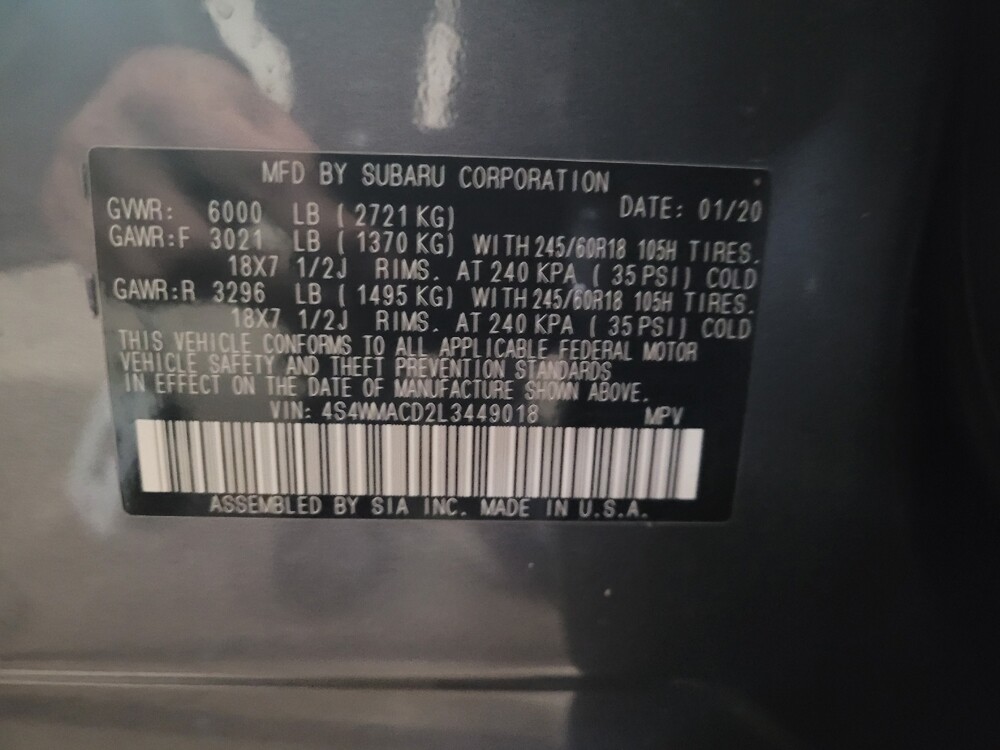 MFD BY SUBARU CORPORATION
GVWR: 6000 LB ( 2721 KG) DATE: 01/20
GAWR:F 3021 LB ( 1370 KG) WITH 245/60R18 105H TIRES.
18X7 1/2J RIMS. AT 240 KPA ( 35 PSI) COLD
GAWR:R 3296 LB ( 1495 KG) WITH 245/60R18 105H TIRES.
18X7 1/2J RIMS. AT 240 KPA ( 35 PSI) COLD
THIS VEHICLE CONFORMS TO ALL APPLICABLE FEDERAL MOTOR
VEHICLE SAFETY AND THEFT PREVENTION STANDARDS
IN EFFECT ON THE DATE OF MANUFACTURE SHOWN ABOVE.
VIN: 4S4WMACD2L3449018 MPV
ASSEMBLED BY SIA INC. MADE IN U.S.A.